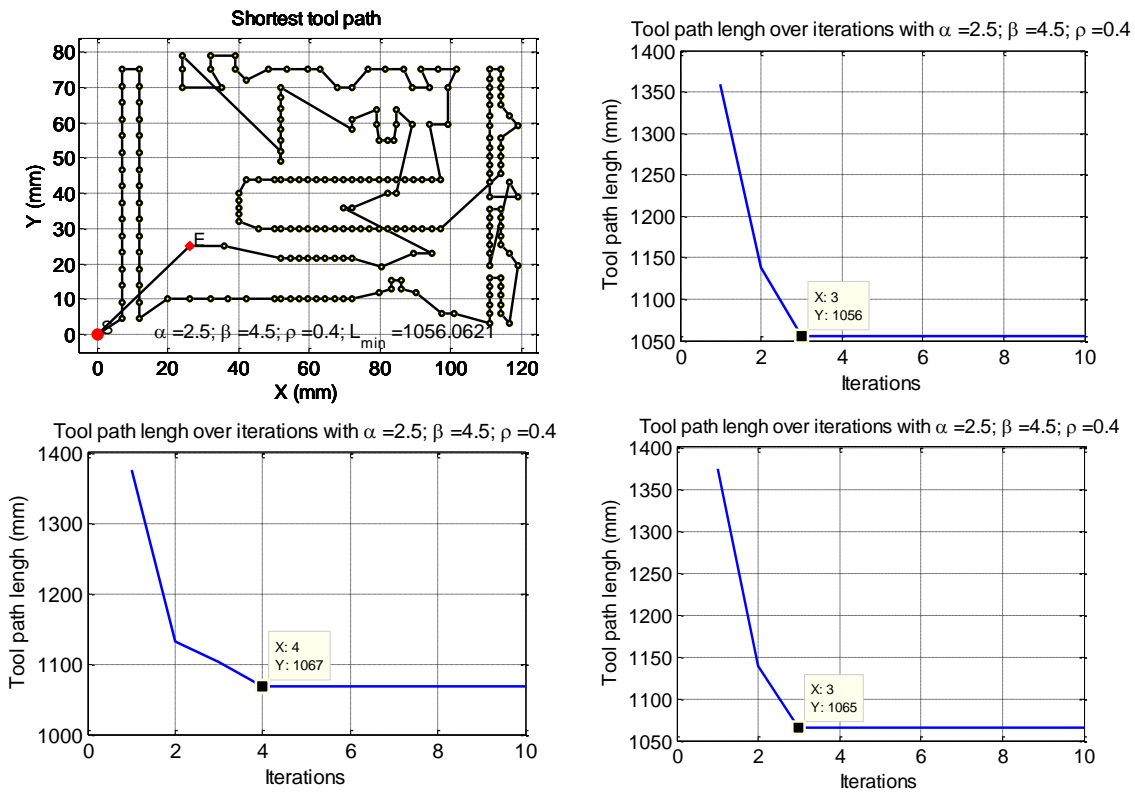 Shortest tool path
80
70
60
50
40
30
20
10
0
Y (mm)
E
α =2.5; β =4.5; ρ =0.4; L_min =1056.0621
0 20 40 60 80 100 120
X (mm)
Tool path lengh over iterations with α =2.5; β =4.5; ρ =0.4
1400
1350
1300
1250
1200
1150
1100
1050
Tool path lengh (mm)
X: 3
Y: 1056
0 2 4 6 8 10
Iterations
Tool path lengh over iterations with α =2.5; β =4.5; ρ =0.4
1400
1300
1200
1100
1000
Tool path lengh (mm)
X: 4
Y: 1067
0 2 4 6 8 10
Iterations
Tool path lengh over iterations with α =2.5; β =4.5; ρ =0.4
1400
1350
1300
1250
1200
1150
1100
1050
Tool path lengh (mm)
X: 3
Y: 1065
0 2 4 6 8 10
Iterations